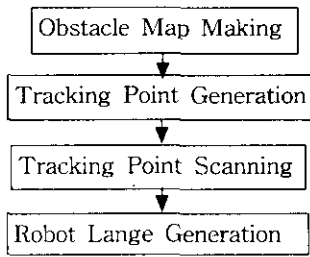 Obstacle Map Making
Tracking Point Generation
Tracking Point Scanning
Robot Lange Generation